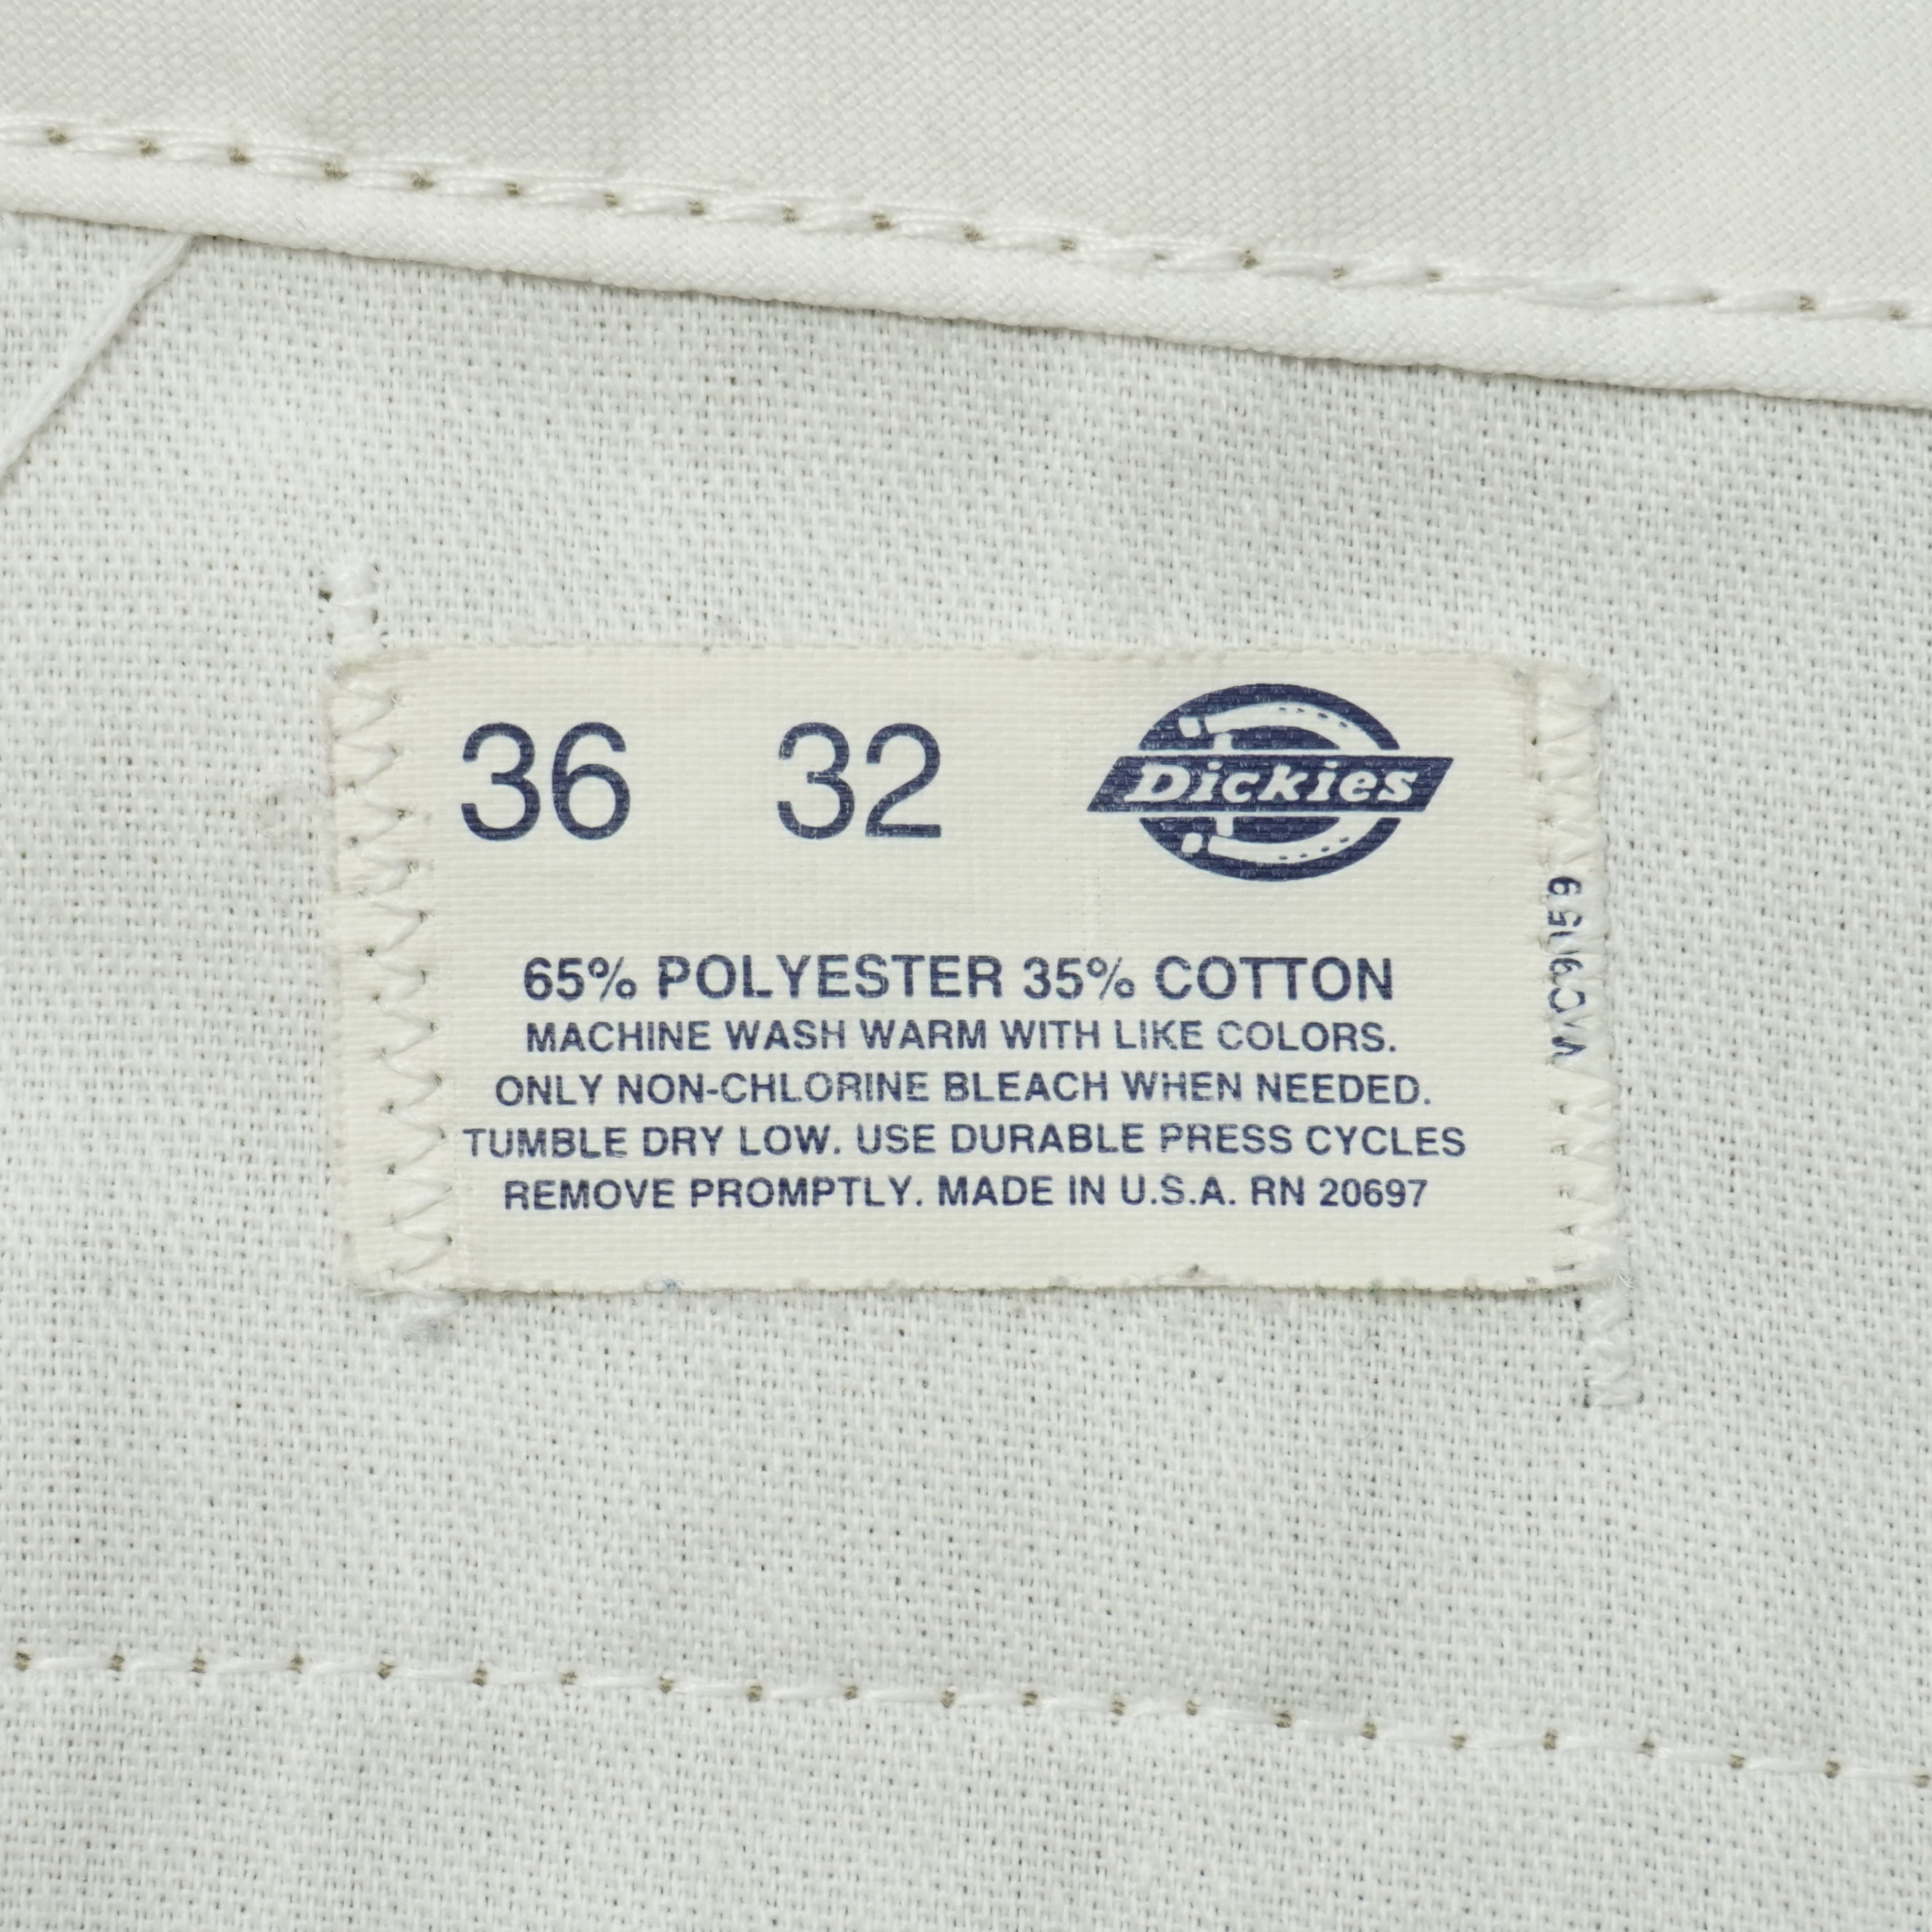 36 32 Dickies
65% POLYESTER 35% COTTON
MACHINE WASH WARM WITH LIKE COLORS.
ONLY NON-CHLORINE BLEACH WHEN NEEDED.
TUMBLE DRY LOW. USE DURABLE PRESS CYCLES
REMOVE PROMPTLY. MADE IN U.S.A. RN 20697